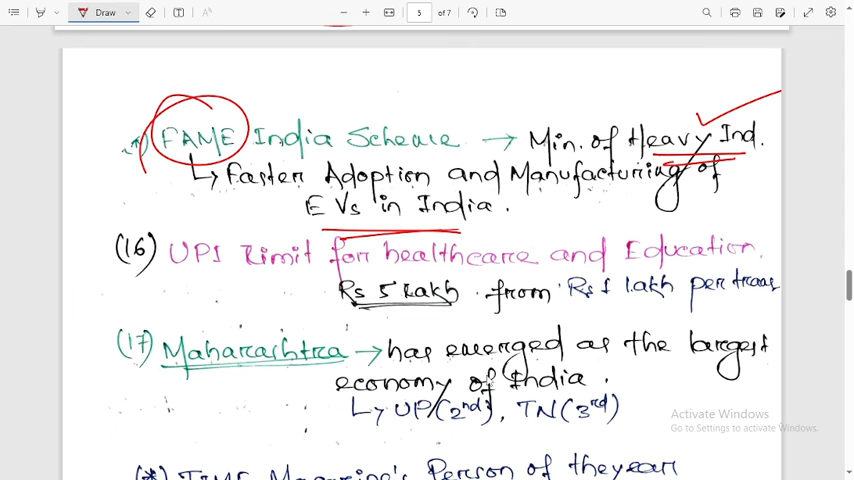 Draw
5 of 7
FAME India Scheme → Min. of Heavy Ind.
↳ Faster Adoption and Manufacturing of
EVs in India.
(16) UPI Limit for healthcare and Education.
Rs 5 Lakh from Rs 1 lakh per trans
(17) Maharashtra → has emerged as the largest
economy of India.
↳ UP(2nd), TN(3rd)
Activate Windows
Go to Settings to activate Windows.
(*) TIME Magazine's Person of the year